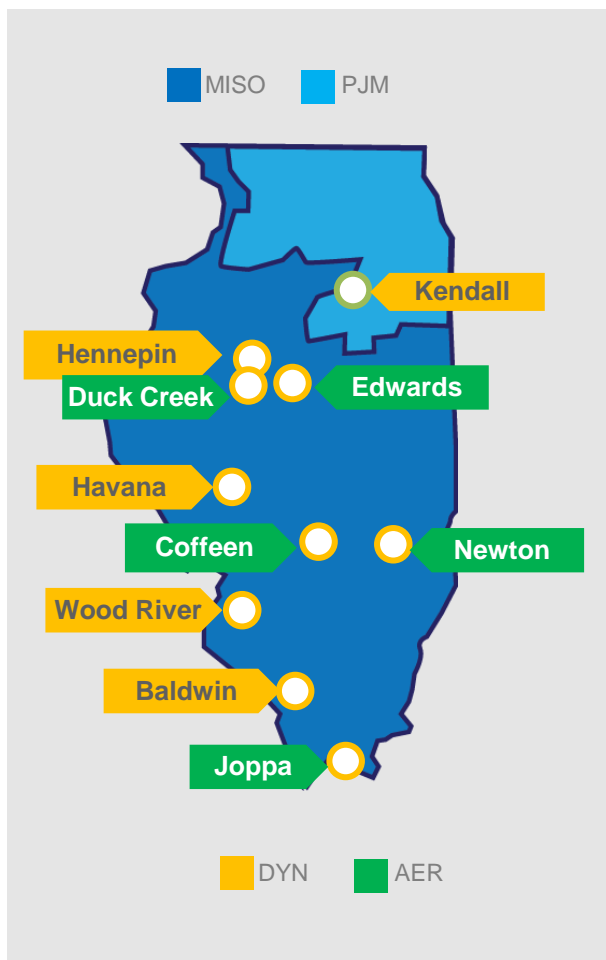 MISO PJM
Kendall
Hennepin
Duck Creek
Edwards
Havana
Coffeen
Newton
Wood River
Baldwin
Joppa
DYN AER